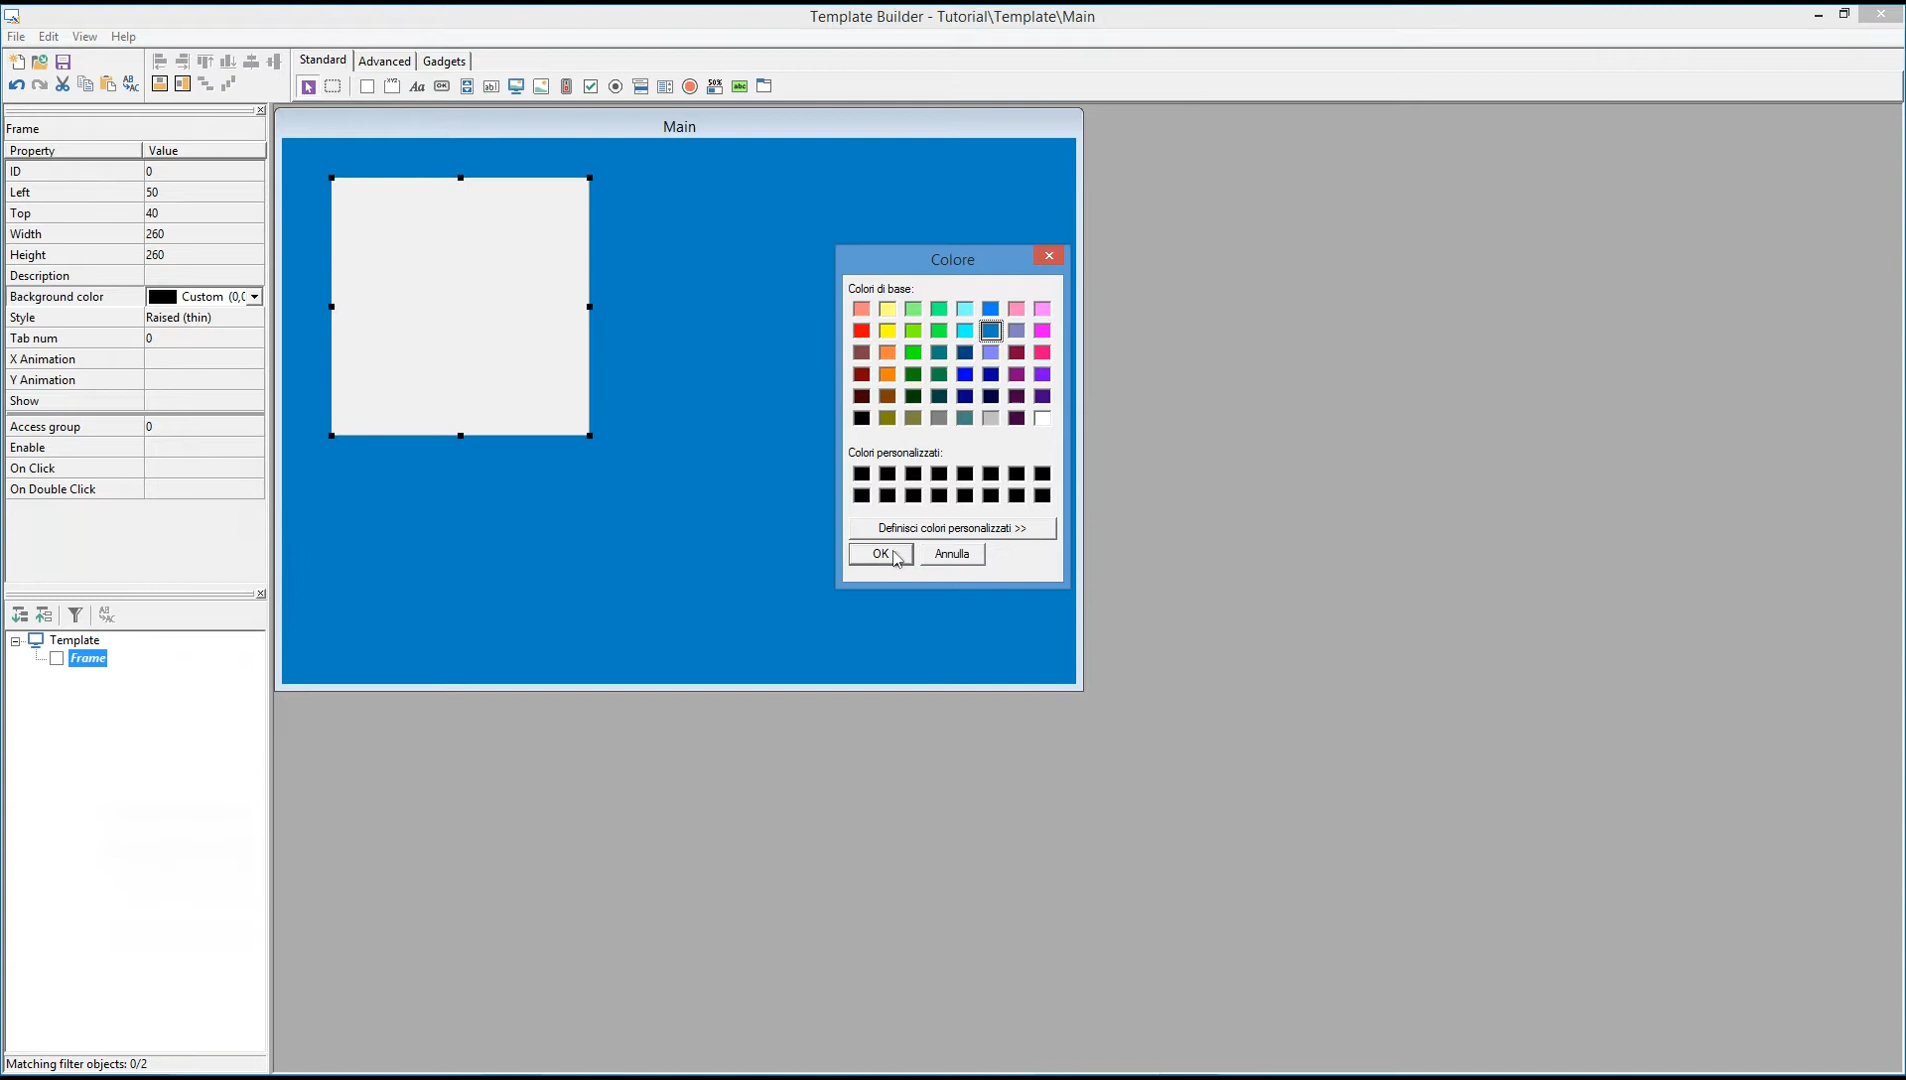 Template Builder - Tutorial\Template\Main
File Edit View Help
Standard Advanced Gadgets
Frame
Property Value
ID 0
Left 50
Top 40
Width 260
Height 260
Description
Background color Custom (0,0
Style Raised (thin)
Tab num 0
X Animation
Y Animation
Show
Access group 0
Enable
On Click
On Double Click
Template
Frame
Matching filter objects: 0/2
Main
Colore
Colori di base:
Colori personalizzati:
Definisci colori personalizzati >>
OK Annulla